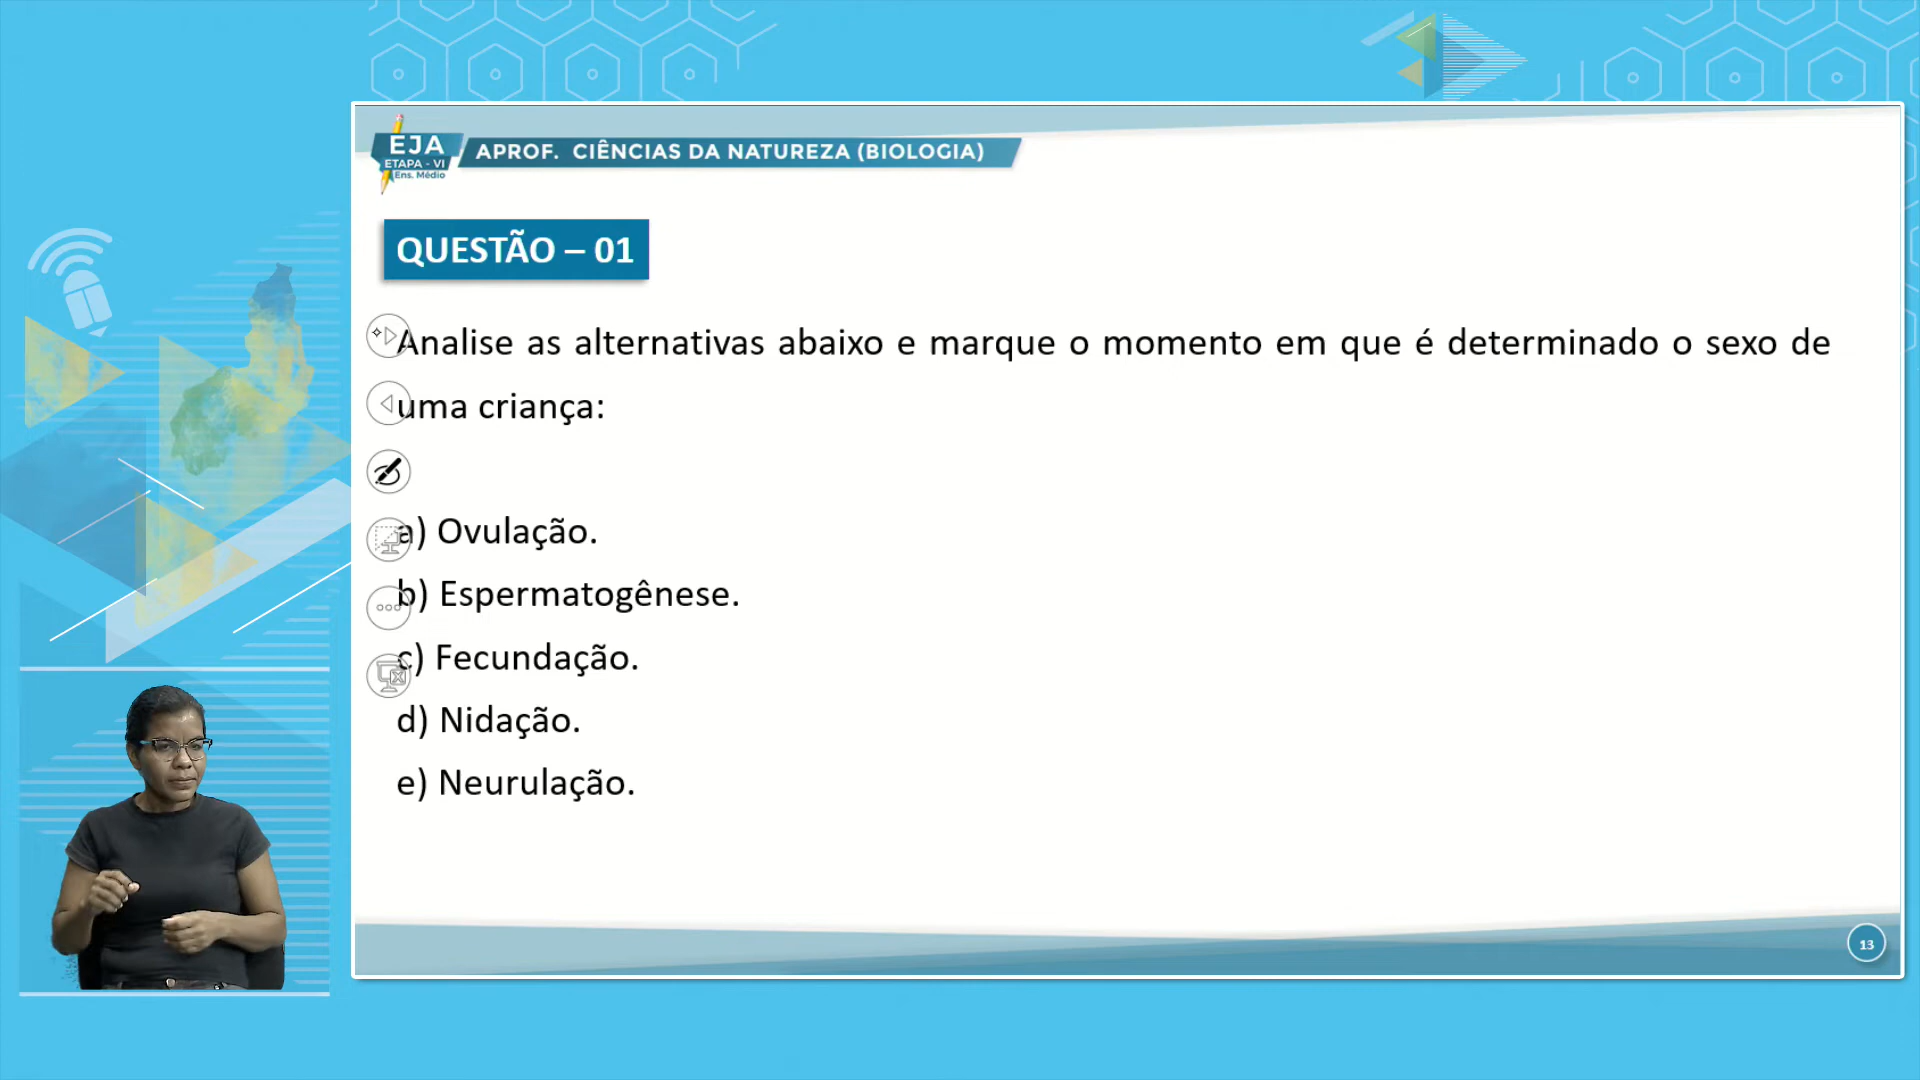 EJA
ETAPA - VI
Ens. Médio
APROF. CIÊNCIAS DA NATUREZA (BIOLOGIA)
QUESTÃO – 01
Analise as alternativas abaixo e marque o momento em que é determinado o sexo de
uma criança:
a) Ovulação.
b) Espermatogênese.
c) Fecundação.
d) Nidação.
e) Neurulação.
13